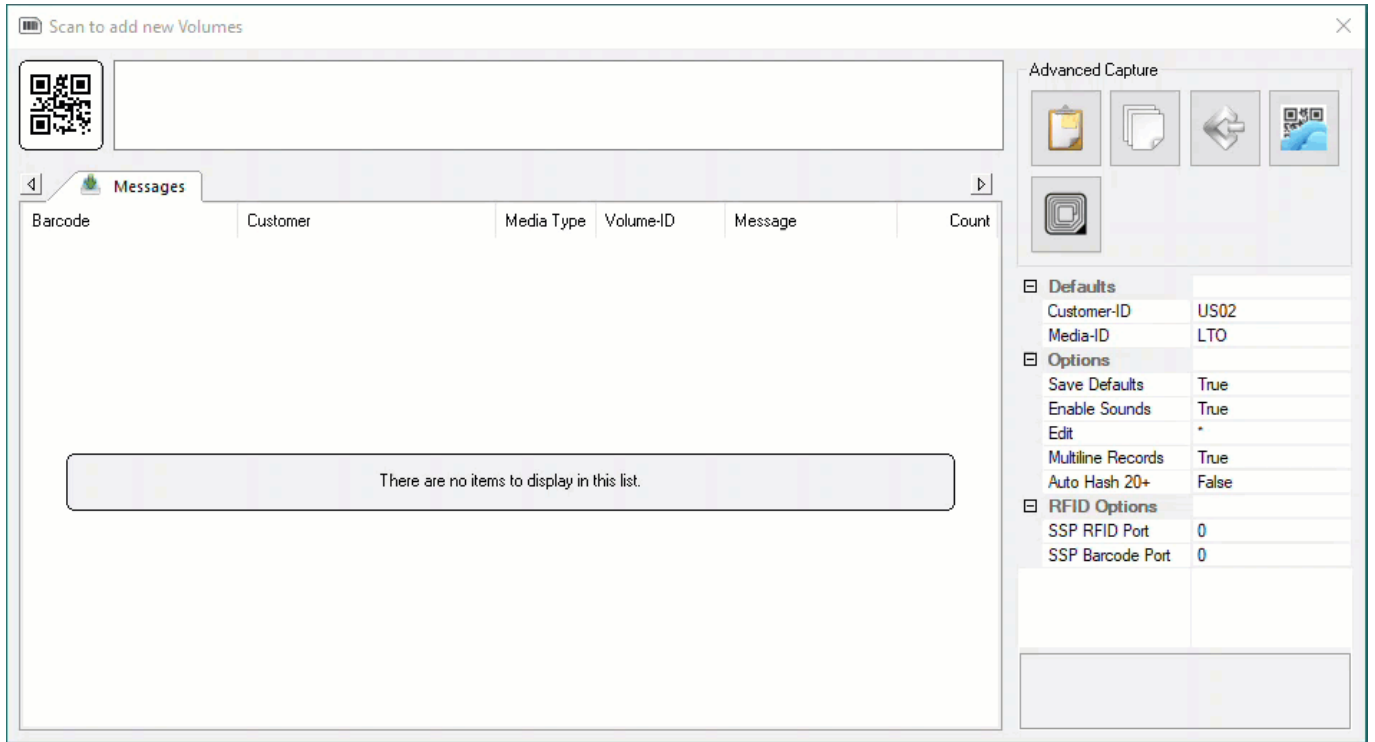 Scan to add new Volumes
Advanced Capture
Messages
Barcode Customer Media Type Volume-ID Message Count
There are no items to display in this list.
Defaults
Customer-ID US02
Media-ID LTO
Options
Save Defaults True
Enable Sounds True
Edit *
Multiline Records True
Auto Hash 20+ False
RFID Options
SSP RFID Port 0
SSP Barcode Port 0